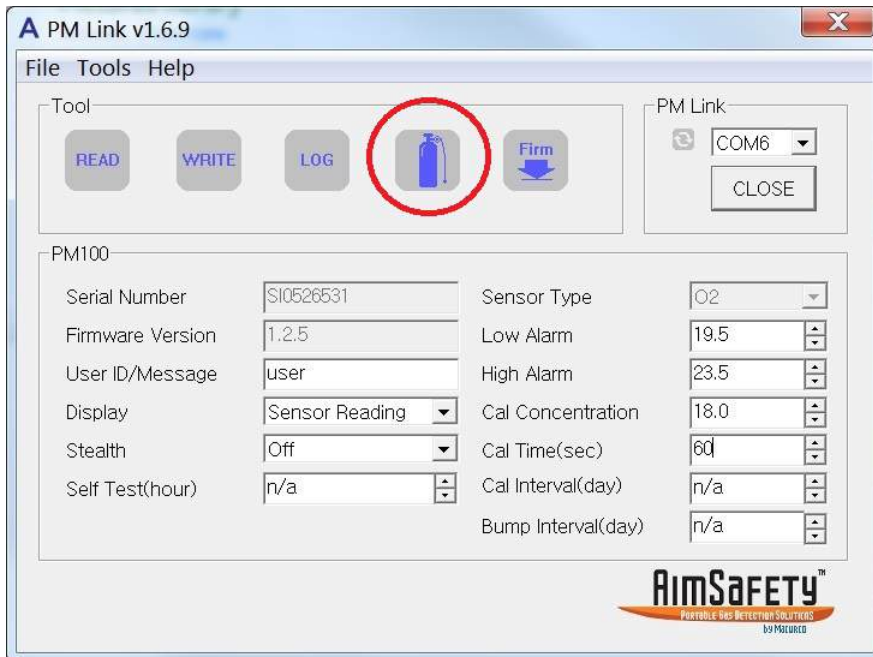 A PM Link v1.6.9
X
File Tools Help
Tool
PM Link
READ
WRITE
LOG
Firm
COM6
CLOSE
PM100
Serial Number SI0526531
Sensor Type O2
Firmware Version 1.2.5
Low Alarm 19.5
User ID/Message user
High Alarm 23.5
Display Sensor Reading
Cal Concentration 18.0
Stealth Off
Cal Time(sec) 60
Self Test(hour) n/a
Cal Interval(day) n/a
Bump Interval(day) n/a
AimSafety™
Portable Gas Detection Solutions
by Macurco